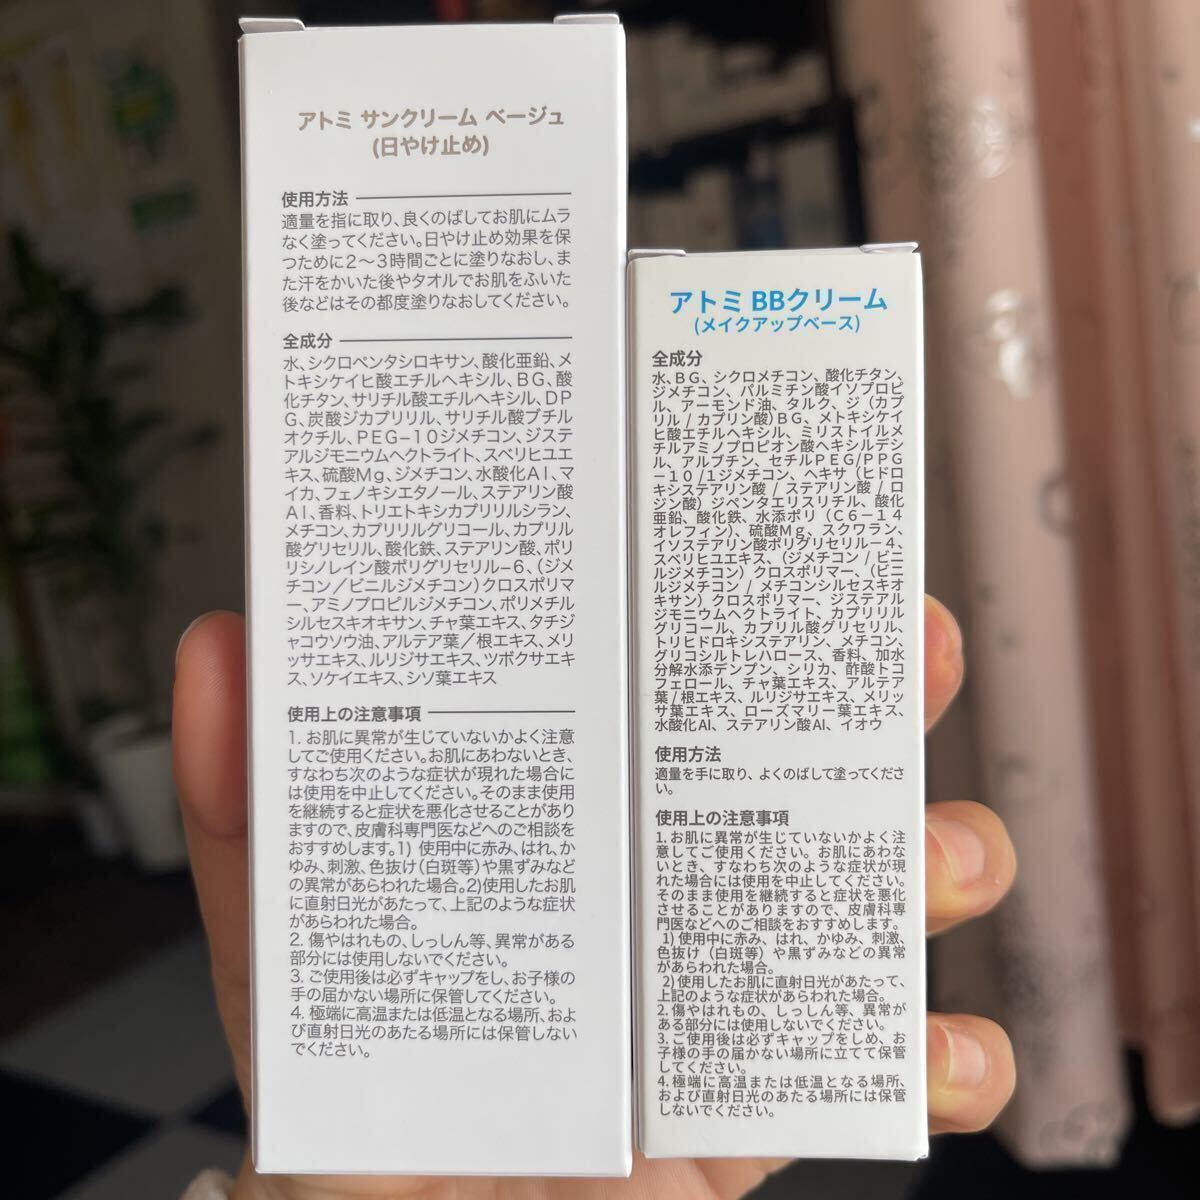 アトミ サンクリーム ベージュ
(日やけ止め)
使用方法
適量を指に取り、良くのばしてお肌にムラ
なく塗ってください。日やけ止め効果を保
つために2〜3時間ごとに塗りなおし、ま
た汗をかいた後やタオルでお肌をふいた
後などはその都度塗りなおしてください。
全成分
水、シクロペンタシロキサン、酸化亜鉛、メ
トキシケイヒ酸エチルヘキシル、BG、酸
化チタン、サリチル酸エチルヘキシル、DP
G、炭酸ジカプリリル、サリチル酸ブチル
オクチル、PEG−10ジメチコン、ジステ
アルジモニウムヘクトライト、スベリヒユエ
キス、硫酸Mg、ジメチコン、水酸化Al、マ
イカ、フェノキシエタノール、ステアリン酸
Al、香料、トリエトキシカプリリルシラン、
メチコン、カプリリルグリコール、カプリル
酸グリセリル、酸化鉄、ステアリン酸、ポリ
リシノレイン酸ポリグリセリル−6、(ジメ
チコン／ビニルジメチコン)クロスポリマ
ー、アミノプロピルジメチコン、ポリメチル
シルセスキオキサン、チャ葉エキス、タチジ
ャコウソウ油、アルテア葉／根エキス、メリ
ッサエキス、ルリジサエキス、ツボクサエキ
ス、ソケイエキス、シソ葉エキス
使用上の注意事項
1. お肌に異常が生じていないかよく注意
してご使用ください。お肌にあわないとき、
すなわち次のような症状が現れた場合に
は使用を中止してください。そのまま使用
を継続すると症状を悪化させることがあり
ますので、皮膚科専門医などへのご相談を
おすすめします。1) 使用中に赤み、はれ、か
ゆみ、刺激、色抜け(白斑等)や黒ずみなど
の異常があらわれた場合。2)使用したお肌
に直射日光があたって、上記のような症状
があらわれた場合。
2. 傷やはれもの、しっしん等、異常がある
部分には使用しないでください。
3. ご使用後は必ずキャップをし、お子様の
手の届かない場所に保管してください。
4. 極端に高温または低温となる場所、およ
び直射日光のあたる場所には保管しない
でください。
アトミ BBクリーム
(メイクアップベース)
全成分
水、BG、シクロメチコン、酸化チタン、
ジメチコン、パルミチン酸イソプロピ
ル、アーモンド油、タルク、ジ（カプ
リル / カプリン酸）BG、メトキシケイ
ヒ酸エチルヘキシル、ミリストイルメ
チルアミノプロピオン酸ヘキシルデシ
ル、アルブチン、セチルPEG/PPG
−10/1ジメチコン、ヘキサ（ヒドロ
キシステアリン酸 / ステアリン酸 / ロ
ジン酸）ジペンタエリスリチル、酸化
亜鉛、酸化鉄、水添ポリ（C6−14
オレフィン）、硫酸Mg、スクワラン、
イソステアリン酸ポリグリセリル−4、
スベリヒユエキス、（ジメチコン / ビニ
ルジメチコン）クロスポリマー、（ビニ
ルジメチコン / メチコンシルセスキオ
キサン）クロスポリマー、ジステアル
ジモニウムヘクトライト、カプリリル
グリコール、カプリル酸グリセリル、
トリヒドロキシステアリン、メチコン、
グリコシルトレハロース、香料、加水
分解水添デンプン、シリカ、酢酸トコ
フェロール、チャ葉エキス、アルテア
葉/根エキス、ルリジサエキス、メリッ
サ葉エキス、ローズマリー葉エキス、
水酸化Al、ステアリン酸Al、イオウ
使用方法
適量を手に取り、よくのばして塗ってくださ
い。
使用上の注意事項
1. お肌に異常が生じていないかよく注
意してご使用ください。お肌にあわな
いとき、すなわち次のような症状が現
れた場合には使用を中止してください。
そのまま使用を継続すると症状を悪化
させることがありますので、皮膚科専
門医などへのご相談をおすすめします。
1) 使用中に赤み、はれ、かゆみ、刺激、
色抜け（白斑等）や黒ずみなどの異常
があらわれた場合。
2)使用したお肌に直射日光があたって、
上記のような症状があらわれた場合。
2. 傷やはれもの、しっしん等、異常が
ある部分には使用しないでください。
3. ご使用後は必ずキャップをしめ、お
子様の手の届かない場所に立てて保管
してください。
4. 極端に高温または低温となる場所、
および直射日光のあたる場所には保管
しないでください。